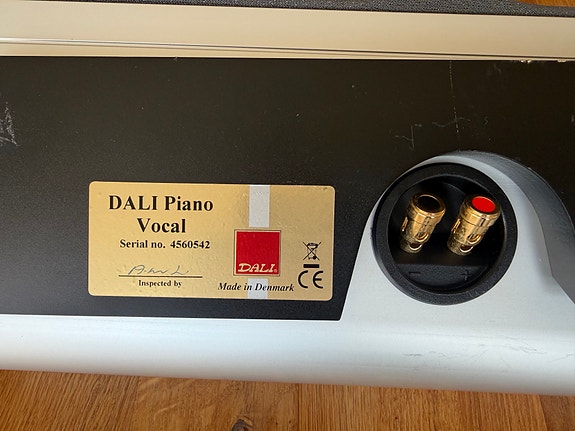 DALI Piano
Vocal
Serial no. 4560542
Inspected by
DALI
Made in Denmark
CE